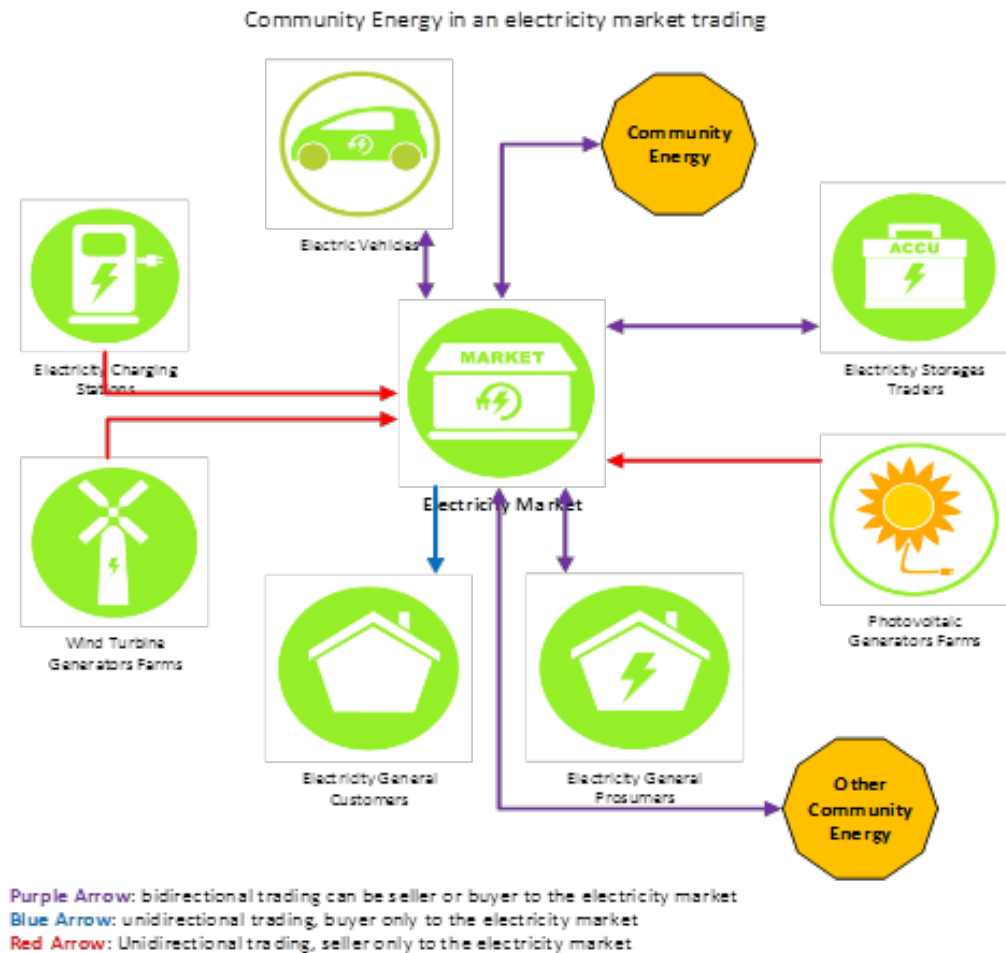 Community Energy in an electricity market trading
Community
Energy
Electric Vehicles
ACCU
Electricity Charging
Stations
MARKET
Electricity Storages
Traders
Electricity Market
Wind Turbine
Generators Farms
Photovoltaic
Generators Farms
Electricity General
Customers
Electricity General
Prosumers
Other
Community
Energy
Purple Arrow: bidirectional trading can be seller or buyer to the electricity market
Blue Arrow: unidirectional trading, buyer only to the electricity market
Red Arrow: Unidirectional trading, seller only to the electricity market